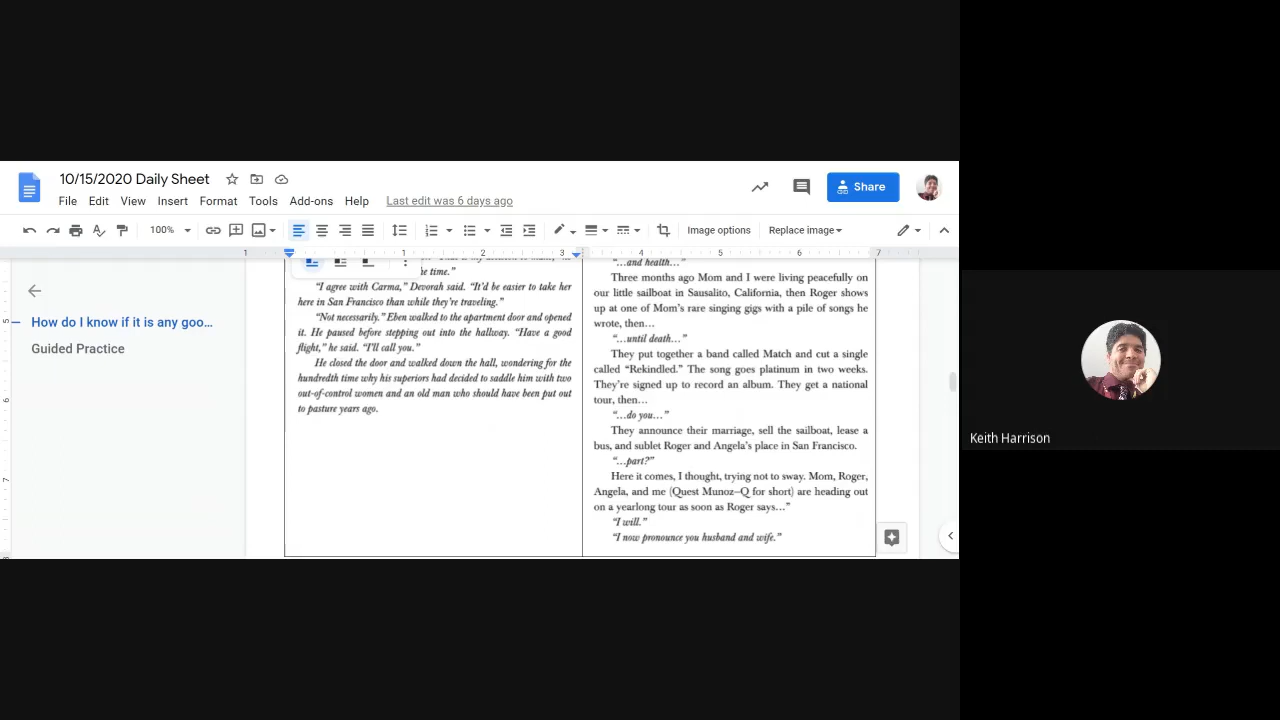 10/15/2020 Daily Sheet
File Edit View Insert Format Tools Add-ons Help Last edit was 6 days ago
Share
100%
Image options
Replace image
1 1 2 3 4 5 6 7
How do I know if it is any goo...
Guided Practice
5
6
7
he time.”
“I agree with Carma,” Devorah said. “It’d be easier to take her
here in San Francisco than while they’re traveling.”
“Not necessarily.” Eben walked to the apartment door and opened
it. He paused before stepping out into the hallway. “Have a good
flight,” he said. “I’ll call you.”
He closed the door and walked down the hall, wondering for the
hundredth time why his superiors had decided to saddle him with two
out-of-control women and an old man who should have been put out
to pasture years ago.
“...and health...”
Three months ago Mom and I were living peacefully on
our little sailboat in Sausalito, California, then Roger shows
up at one of Mom’s rare singing gigs with a pile of songs he
wrote, then...
“...until death...”
They put together a band called Match and cut a single
called “Rekindled.” The song goes platinum in two weeks.
They’re signed up to record an album. They get a national
tour, then...
“...do you...”
They announce their marriage, sell the sailboat, lease a
bus, and sublet Roger and Angela’s place in San Francisco.
“...part?”
Here it comes, I thought, trying not to sway. Mom, Roger,
Angela, and me (Quest Munoz–Q for short) are heading out
on a yearlong tour as soon as Roger says...”
“I will.”
“I now pronounce you husband and wife.”
Keith Harrison